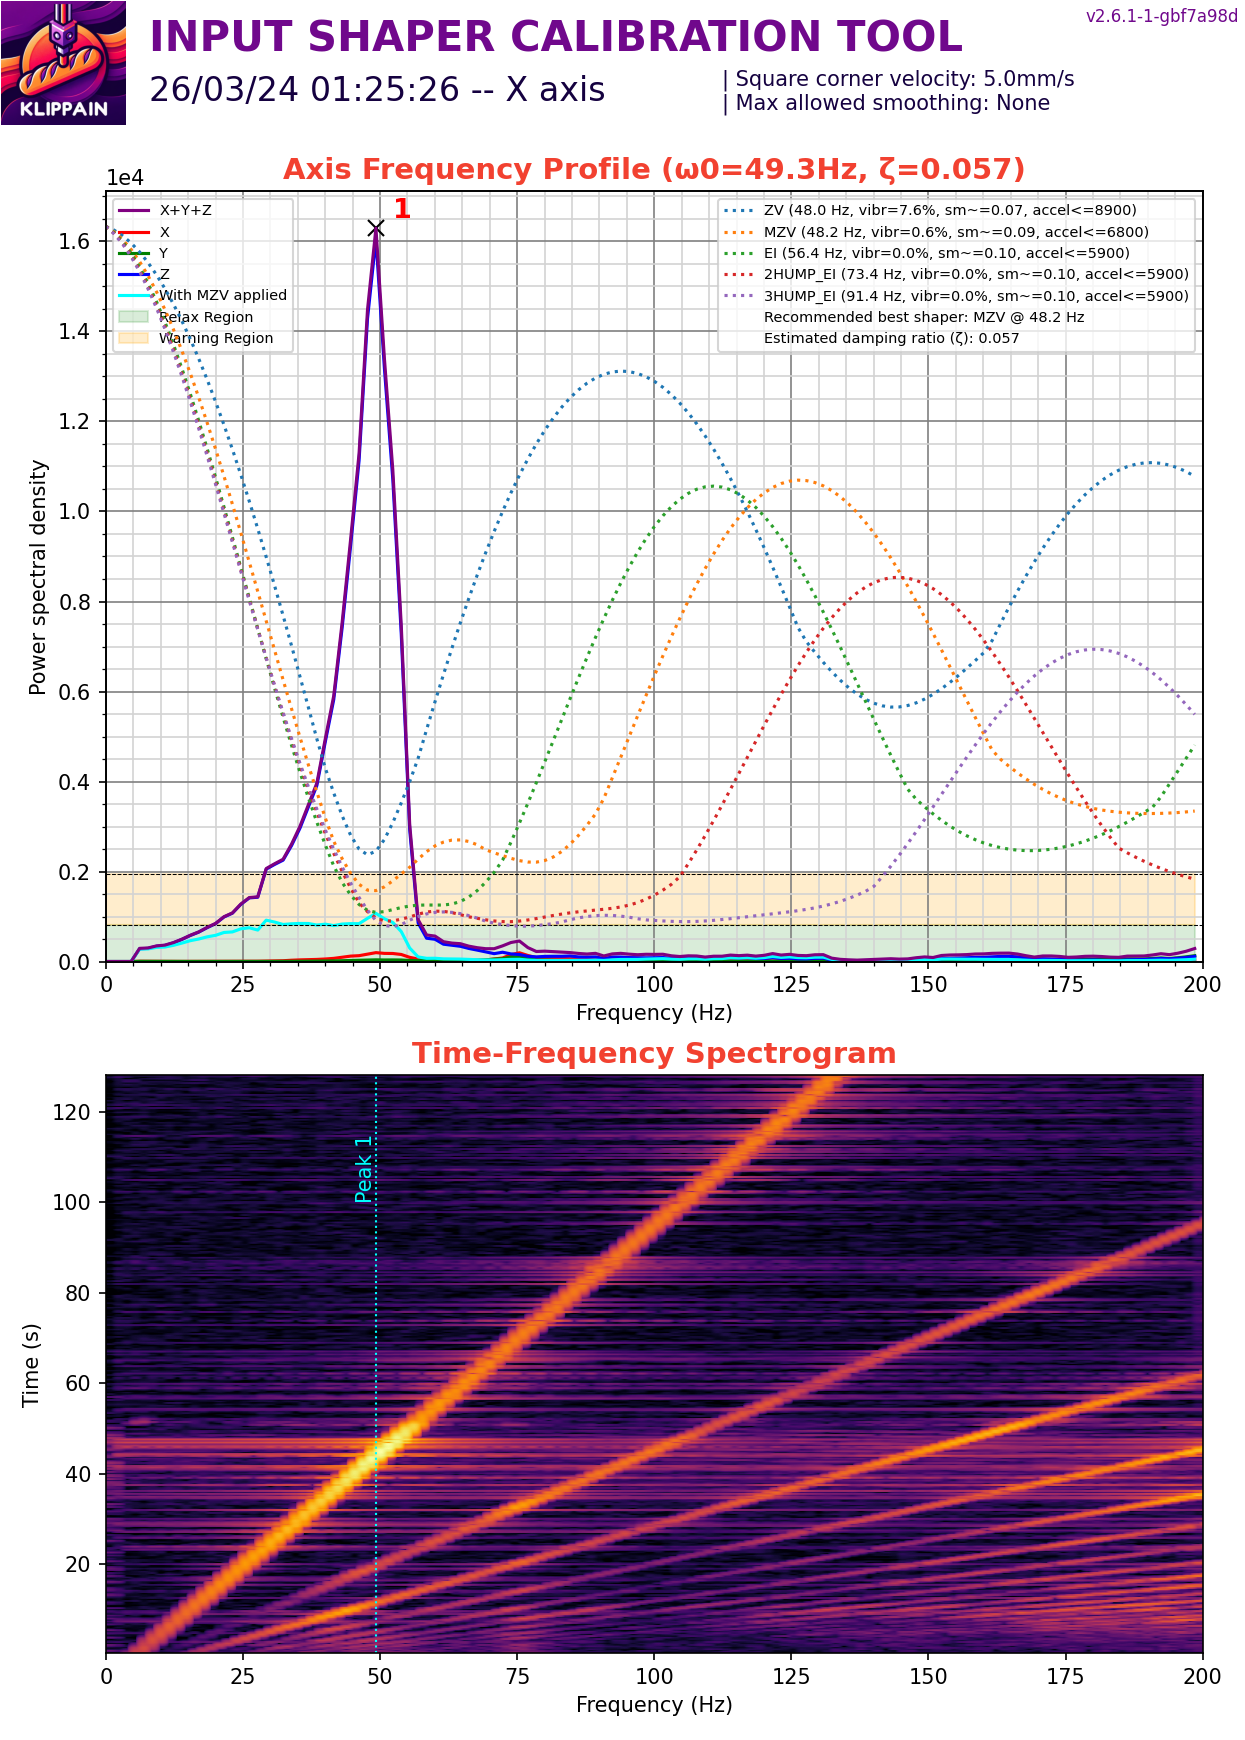 KLIPPAIN
INPUT SHAPER CALIBRATION TOOL
v2.6.1-1-gbf7a98d
26/03/24 01:25:26 -- X axis
| Square corner velocity: 5.0mm/s
| Max allowed smoothing: None
Axis Frequency Profile (ω0=49.3Hz, ζ=0.057)
1e4
1
X+Y+Z
X
Y
Z
With MZV applied
Relax Region
Warning Region
ZV (48.0 Hz, vibr=7.6%, sm~=0.07, accel<=8900)
MZV (48.2 Hz, vibr=0.6%, sm~=0.09, accel<=6800)
EI (56.4 Hz, vibr=0.0%, sm~=0.10, accel<=5900)
2HUMP_EI (73.4 Hz, vibr=0.0%, sm~=0.10, accel<=5900)
3HUMP_EI (91.4 Hz, vibr=0.0%, sm~=0.10, accel<=5900)
Recommended best shaper: MZV @ 48.2 Hz
Estimated damping ratio (ζ): 0.057
Power spectral density
1.6
1.4
1.2
1.0
0.8
0.6
0.4
0.2
0.0
0 25 50 75 100 125 150 175 200
Frequency (Hz)
Time-Frequency Spectrogram
Peak 1
Time (s)
120
100
80
60
40
20
0 25 50 75 100 125 150 175 200
Frequency (Hz)